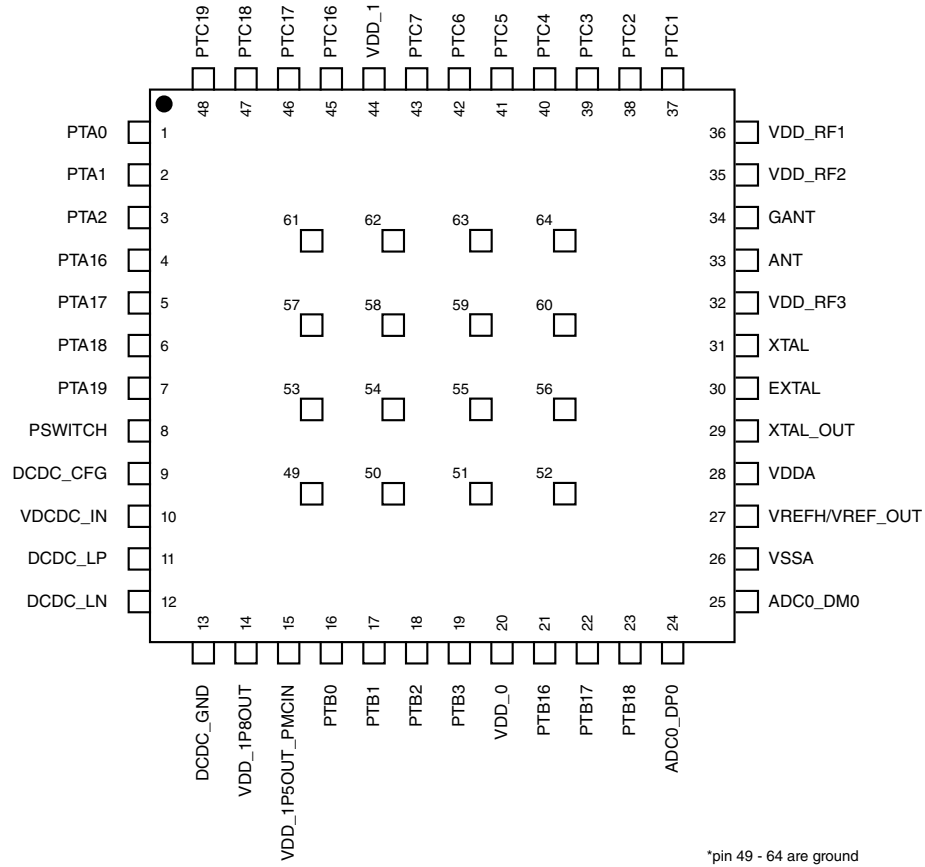 PTC19
PTC18
PTC17
PTC16
VDD_1
PTC7
PTC6
PTC5
PTC4
PTC3
PTC2
PTC1
48
47
46
45
44
43
42
41
40
39
38
37
PTA0 1
PTA1 2
PTA2 3
PTA16 4
PTA17 5
PTA18 6
PTA19 7
PSWITCH 8
DCDC_CFG 9
VDCDC_IN 10
DCDC_LP 11
DCDC_LN 12
61 62 63 64
57 58 59 60
53 54 55 56
49 50 51 52
36 VDD_RF1
35 VDD_RF2
34 GANT
33 ANT
32 VDD_RF3
31 XTAL
30 EXTAL
29 XTAL_OUT
28 VDDA
27 VREFH/VREF_OUT
26 VSSA
25 ADC0_DM0
13
14
15
16
17
18
19
20
21
22
23
24
DCDC_GND
VDD_1P8OUT
VDD_1P5OUT_PMCIN
PTB0
PTB1
PTB2
PTB3
VDD_0
PTB16
PTB17
PTB18
ADC0_DP0
*pin 49 - 64 are ground